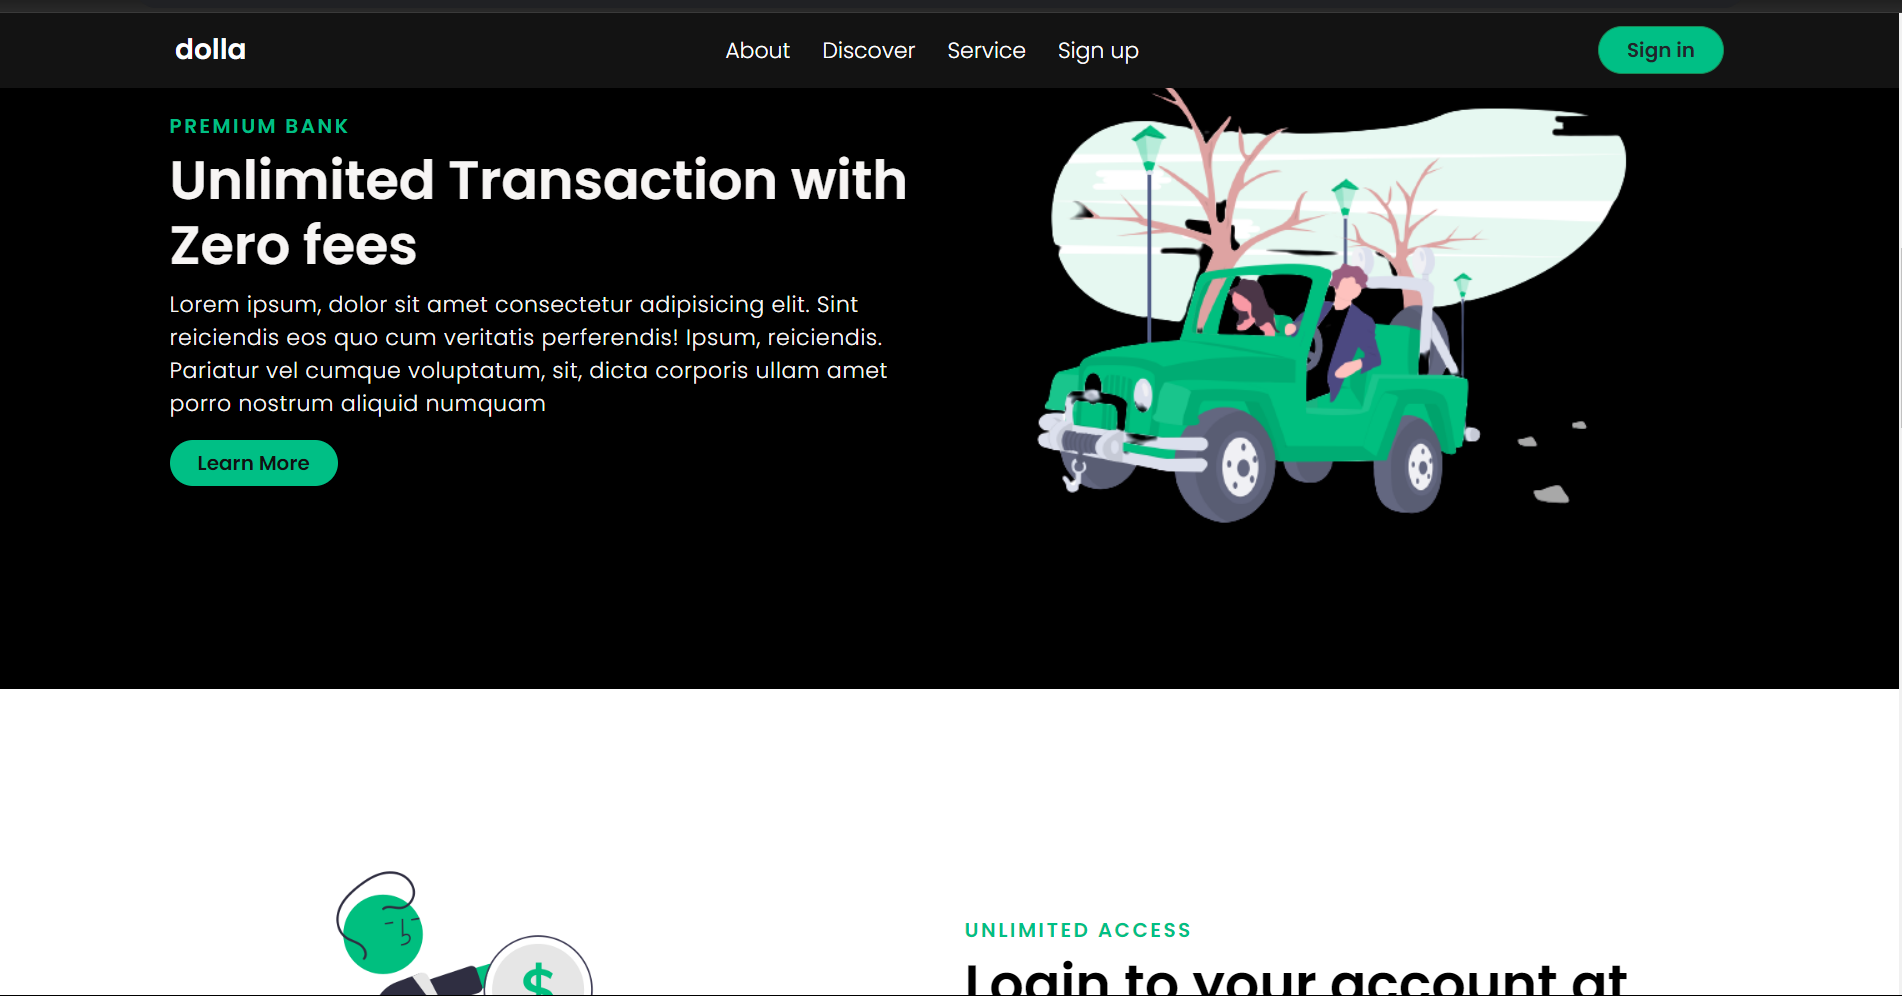 dolla
About Discover Service Sign up
Sign in
PREMIUM BANK
Unlimited Transaction with
Zero fees
Lorem ipsum, dolor sit amet consectetur adipisicing elit. Sint
reiciendis eos quo cum veritatis perferendis! Ipsum, reiciendis.
Pariatur vel cumque voluptatum, sit, dicta corporis ullam amet
porro nostrum aliquid numquam
Learn More
$
UNLIMITED ACCESS
Login to your account at